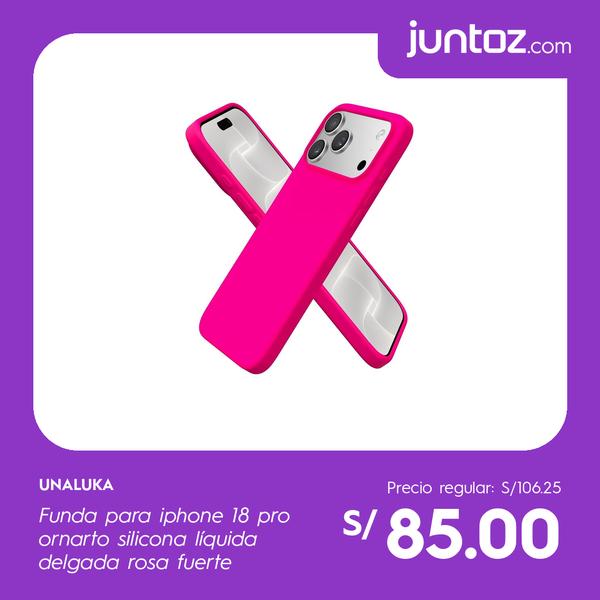 juntoz.com
UNALUKA
Funda para iphone 18 pro
ornarto silicona líquida
delgada rosa fuerte
Precio regular: S/106.25
S/ 85.00